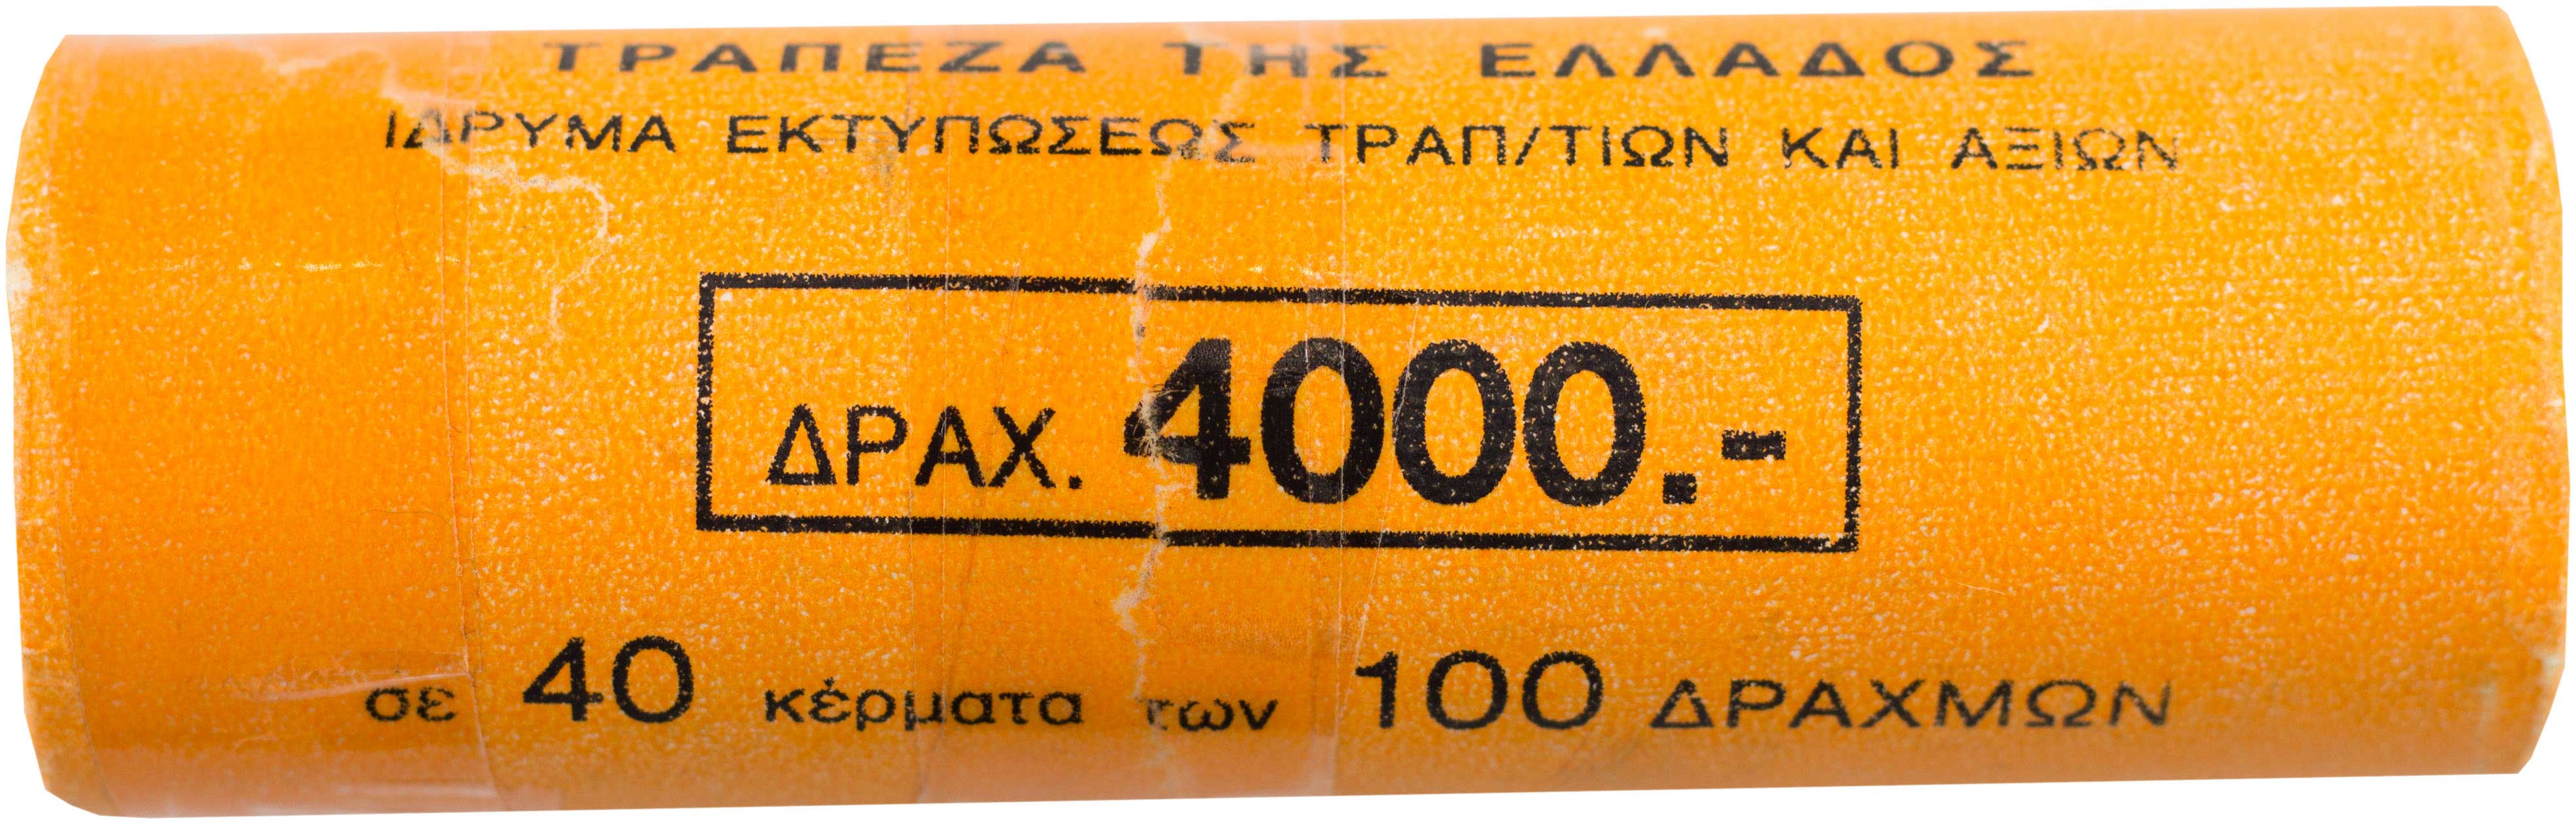 ΤΡΑΠΕΖΑ ΤΗΣ ΕΛΛΑΔΟΣ
ΙΔΡΥΜΑ ΕΚΤΥΠΩΣΕΩΣ ΤΡΑΠ/ΤΙΩΝ ΚΑΙ ΑΞΙΩΝ
ΔΡΑΧ. 4000.-
σε 40 κέρματα των 100 ΔΡΑΧΜΩΝ